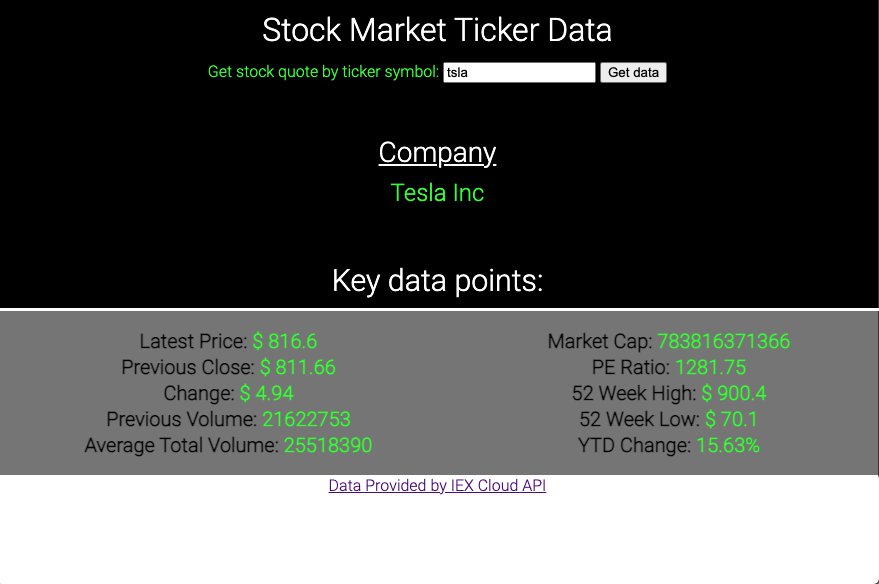 Stock Market Ticker Data
Get stock quote by ticker symbol: tsla Get data
Company
Tesla Inc
Key data points:
Latest Price: $ 816.6
Previous Close: $ 811.66
Change: $ 4.94
Previous Volume: 21622753
Average Total Volume: 25518390
Market Cap: 783816371366
PE Ratio: 1281.75
52 Week High: $ 900.4
52 Week Low: $ 70.1
YTD Change: 15.63%
Data Provided by IEX Cloud API